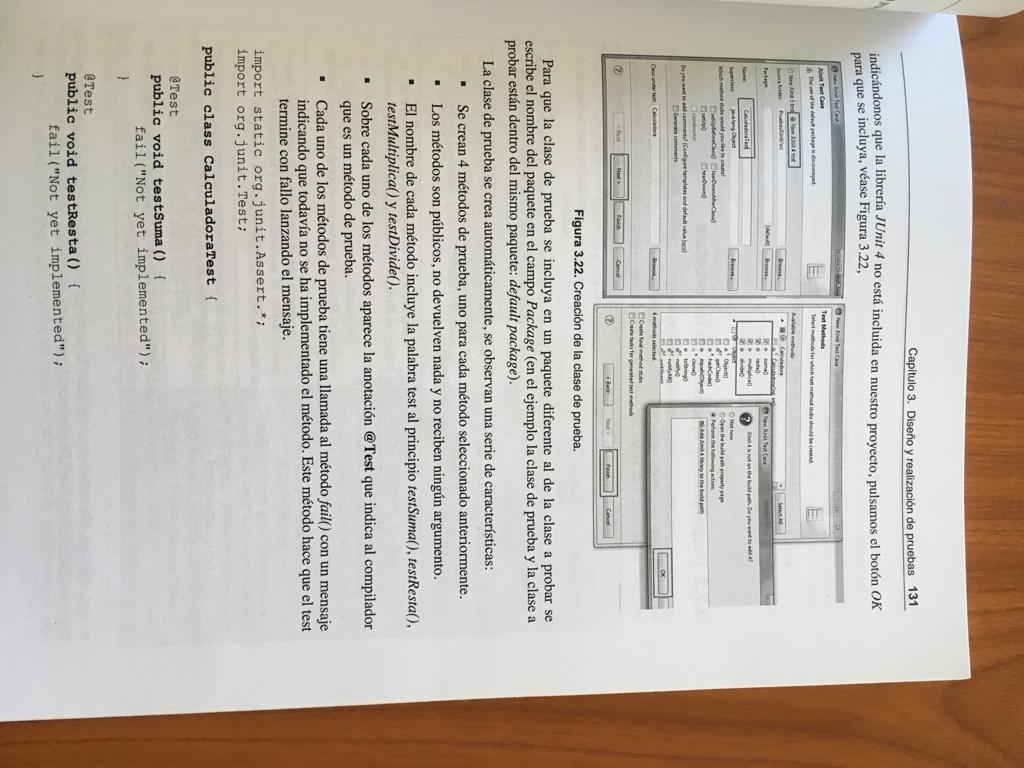 Capítulo 3. Diseño y realización de pruebas 131
indicándonos que la librería JUnit 4 no está incluida en nuestro proyecto, pulsamos el botón OK
para que se incluya, véase Figura 3.22,
New JUnit Test Case
JUnit Test Case
The use of the default package is discouraged.
New JUnit 3 test New JUnit 4 test
Source folder: Browse...
Package: (default) Browse...
Name: CalculadoraTest
Superclass: java.lang.Object Browse...
Which method stubs would you like to create?
setUpBeforeClass() tearDownAfterClass()
setUp() tearDown()
constructor
Do you want to add comments? (Configure templates and default value here)
Generate comments
Class under test: Calculadora Browse...
< Back Next > Finish Cancel
New JUnit Test Case
Test Methods
Select methods for which test method stubs should be created.
Available methods:
Calculadora
Select All
suma()
resta()
multiplica()
divide()
Object
Object()
getClass()
hashCode()
equals(Object)
clone()
toString()
notify()
notifyAll()
4 methods selected.
Create final method stubs
Create tasks for generated test methods
< Back Next > Finish Cancel
New JUnit Test Case
JUnit 4 is not on the build path. Do you want to add it?
Not now
Open the build path property page
Perform the following action:
Add JUnit 4 library to the build path
OK
Figura 3.22. Creación de la clase de prueba.
Para que la clase de prueba se incluya en un paquete diferente al de la clase a probar se
escribe el nombre del paquete en el campo Package (en el ejemplo la clase de prueba y la clase a
probar están dentro del mismo paquete: default package).
La clase de prueba se crea automáticamente, se observan una serie de características:
▪ Se crean 4 métodos de prueba, uno para cada método seleccionado anteriormente.
▪ Los métodos son públicos, no devuelven nada y no reciben ningún argumento.
▪ El nombre de cada método incluye la palabra test al principio testSuma(), testResta(),
testMultiplica() y testDivide().
▪ Sobre cada uno de los métodos aparece la anotación @Test que indica al compilador
que es un método de prueba.
▪ Cada uno de los métodos de prueba tiene una llamada al método fail() con un mensaje
indicando que todavía no se ha implementado el método. Este método hace que el test
termine con fallo lanzando el mensaje.
import static org.junit.Assert.*;
import org.junit.Test;
public class CalculadoraTest {
@Test
public void testSuma() {
fail("Not yet implemented");
}
@Test
public void testResta() {
fail("Not yet implemented");
}